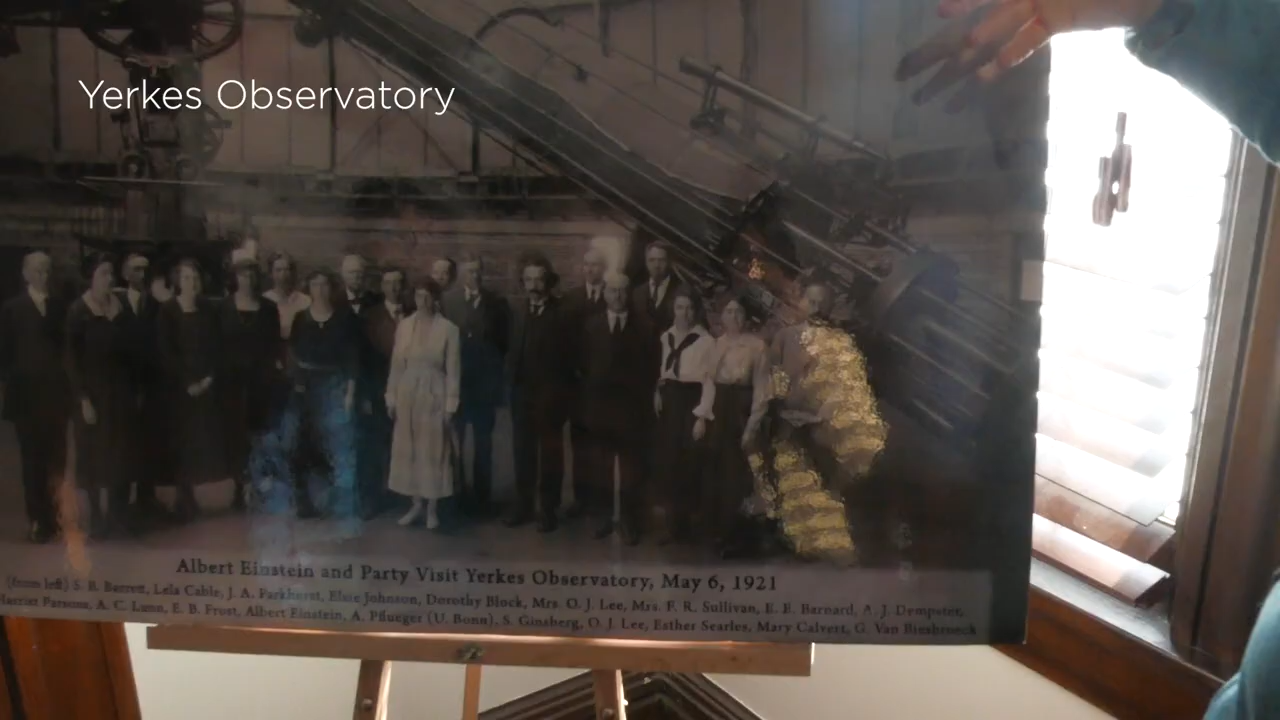 Yerkes Observatory
Albert Einstein and Party Visit Yerkes Observatory, May 6, 1921
(from left) S. B. Barrett, Lela Cable, J. A. Parkhurst, Elsie Johnson, Dorothy Block, Mrs. O. J. Lee, Mrs. F. R. Sullivan, E. E. Barnard, A. J. Dempster,
Harriet Parsons, A. C. Lunn, E. B. Frost, Albert Einstein, A. Pflueger (U. Bonn), S. Ginsberg, O. J. Lee, Esther Searles, Mary Calvert, G. Van Biesbroeck